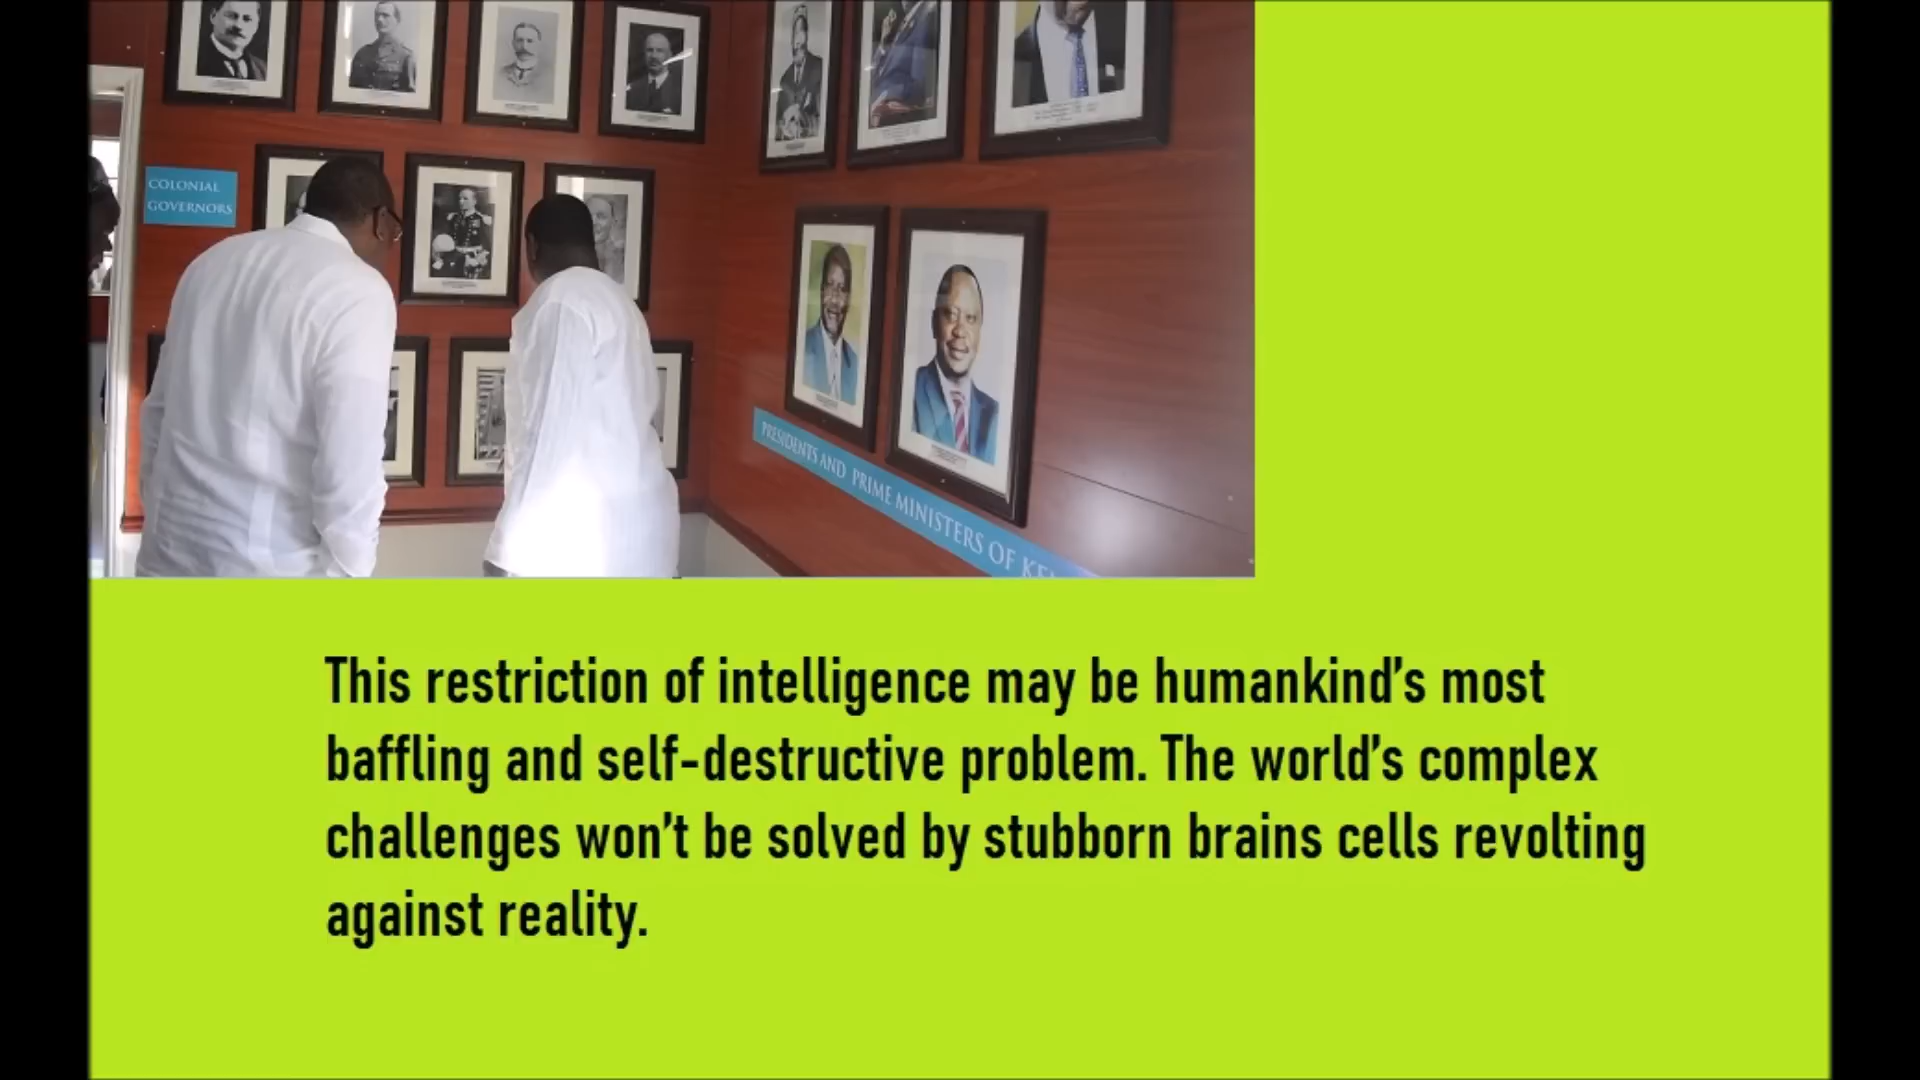 COLONIAL
GOVERNORS
PRESIDENTS AND PRIME MINISTERS OF
This restriction of intelligence may be humankind's most
baffling and self-destructive problem. The world's complex
challenges won't be solved by stubborn brains cells revolting
against reality.